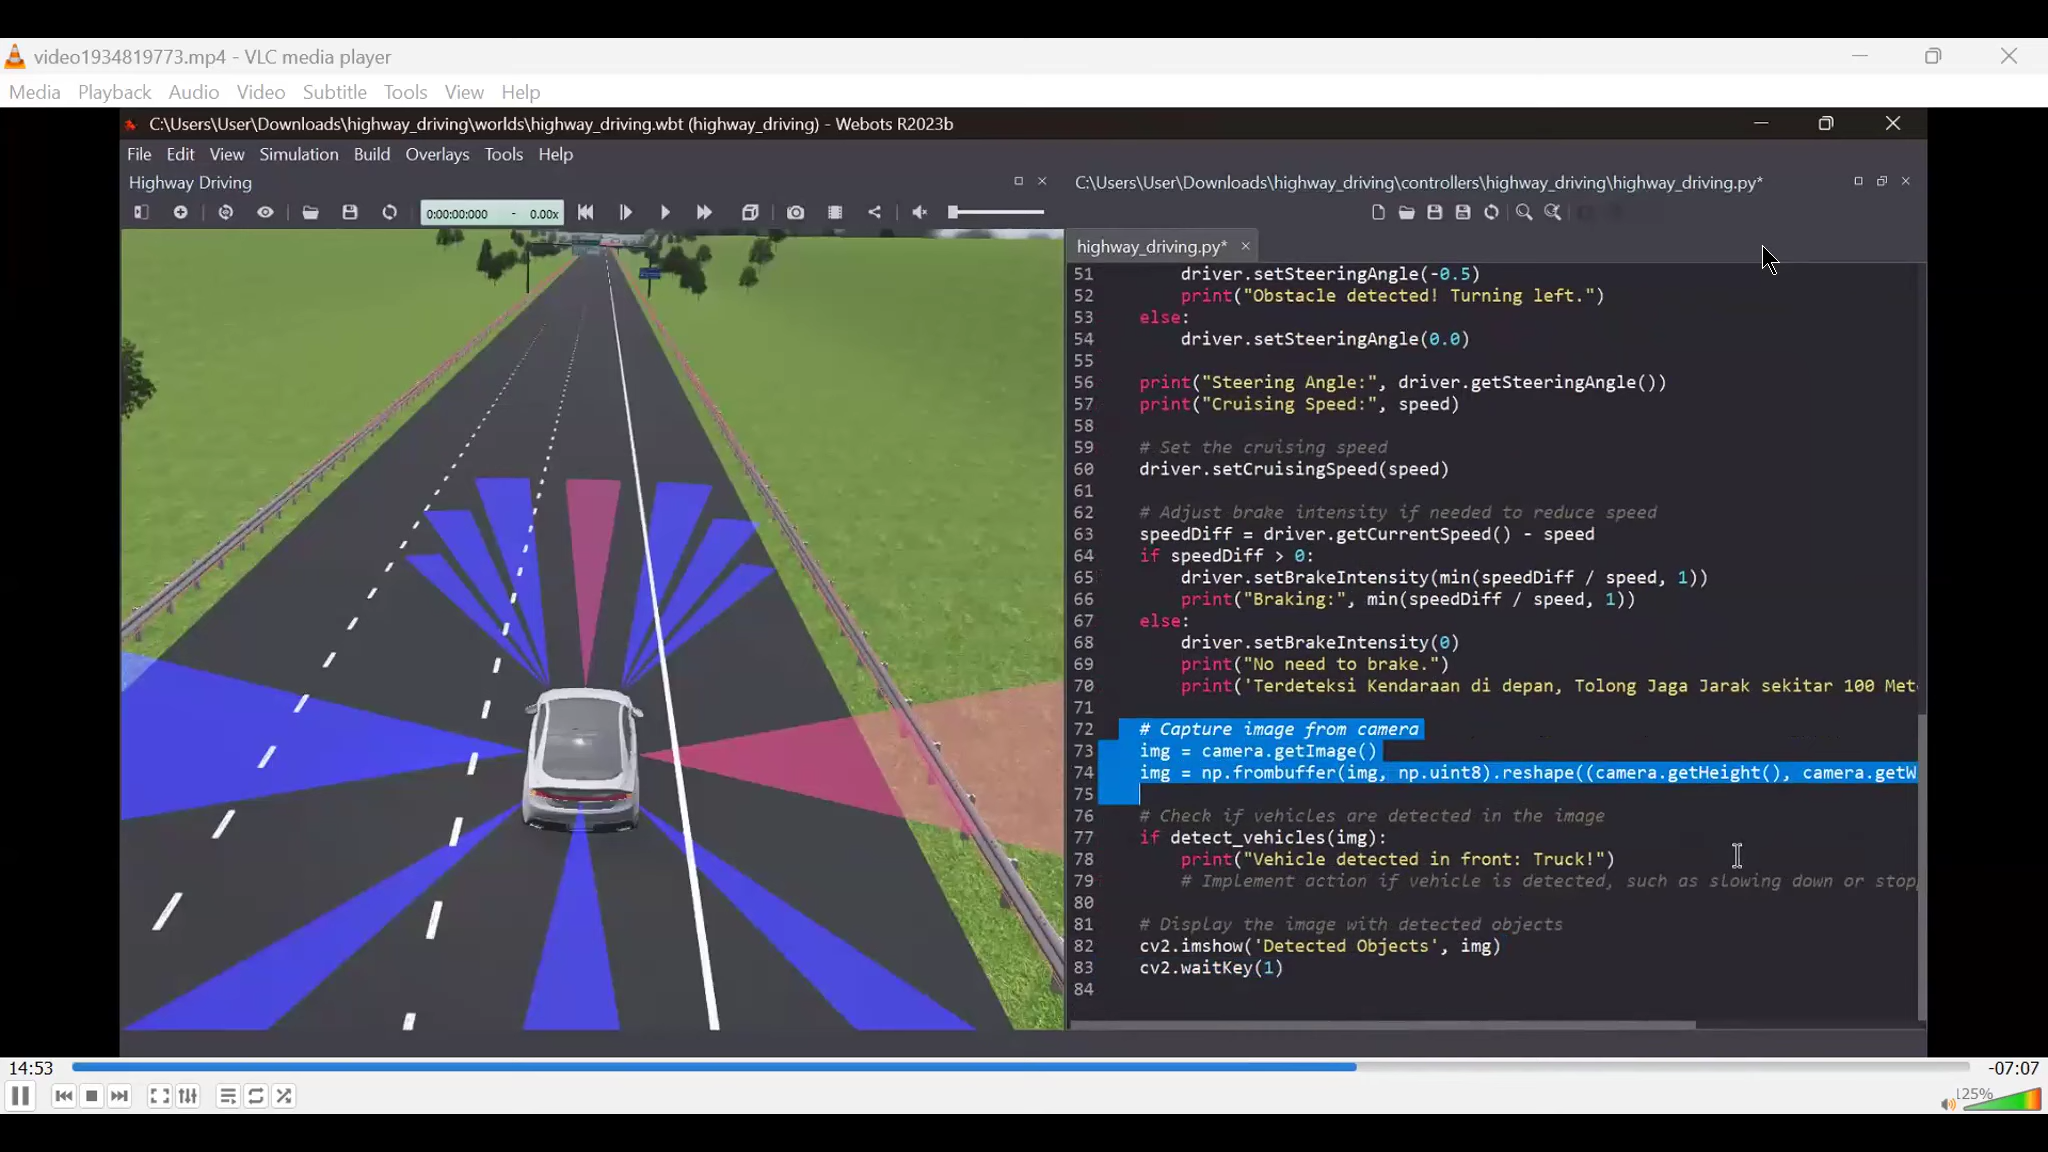 video1934819773.mp4 - VLC media player
Media Playback Audio Video Subtitle Tools View Help
C:\Users\User\Downloads\highway_driving\worlds\highway_driving.wbt (highway_driving) - Webots R2023b
File Edit View Simulation Build Overlays Tools Help
Highway Driving
C:\Users\User\Downloads\highway_driving\controllers\highway_driving\highway_driving.py*
0:00:00:000 - 0.00x
highway_driving.py*
51 driver.setSteeringAngle(-0.5)
52 print("Obstacle detected! Turning left.")
53 else:
54 driver.setSteeringAngle(0.0)
55
56 print("Steering Angle:", driver.getSteeringAngle())
57 print("Cruising Speed:", speed)
58
59 # Set the cruising speed
60 driver.setCruisingSpeed(speed)
61
62 # Adjust brake intensity if needed to reduce speed
63 speedDiff = driver.getCurrentSpeed() - speed
64 if speedDiff > 0:
65 driver.setBrakeIntensity(min(speedDiff / speed, 1))
66 print("Braking:", min(speedDiff / speed, 1))
67 else:
68 driver.setBrakeIntensity(0)
69 print("No need to brake.")
70 print('Terdeteksi Kendaraan di depan, Tolong Jaga Jarak sekitar 100 Met
71
72 # Capture image from camera
73 img = camera.getImage()
74 img = np.frombuffer(img, np.uint8).reshape((camera.getHeight(), camera.getW
75
76 # Check if vehicles are detected in the image
77 if detect_vehicles(img):
78 print("Vehicle detected in front: Truck!")
79 # Implement action if vehicle is detected, such as slowing down or stop
80
81 # Display the image with detected objects
82 cv2.imshow('Detected Objects', img)
83 cv2.waitKey(1)
84
14:53
-07:07
125%